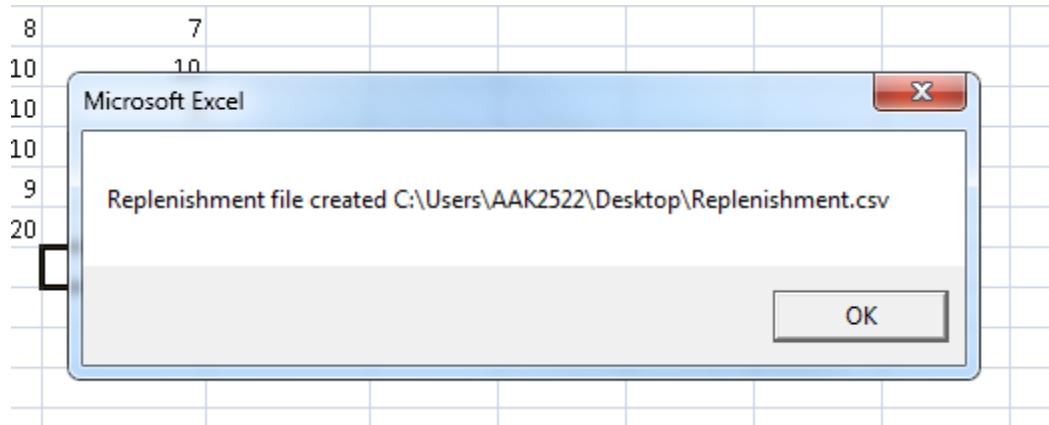 8 7
10 10
Microsoft Excel
10
10
9
Replenishment file created C:\Users\AAK2522\Desktop\Replenishment.csv
20
OK